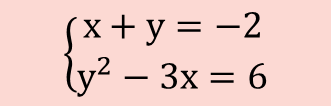 x + y = −2
y² − 3x = 6